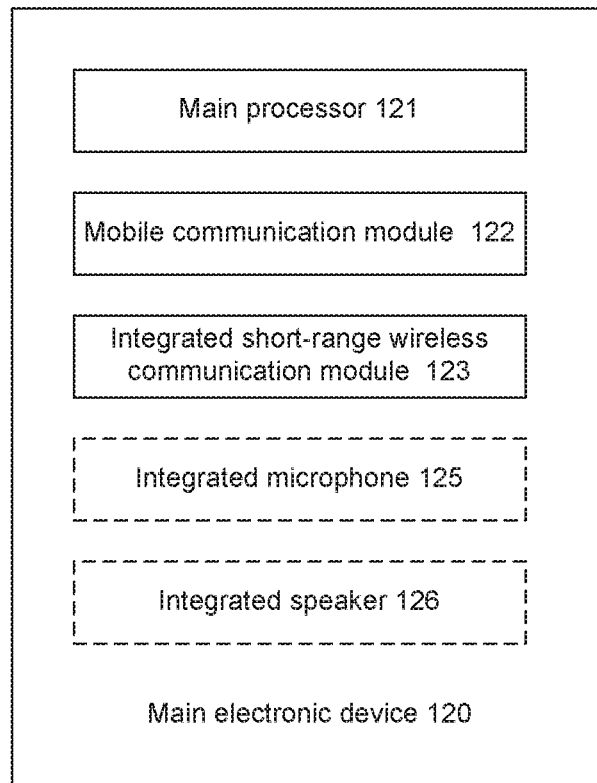 Main processor 121
Mobile communication module 122
Integrated short-range wireless
communication module 123
Integrated microphone 125
Integrated speaker 126
Main electronic device 120